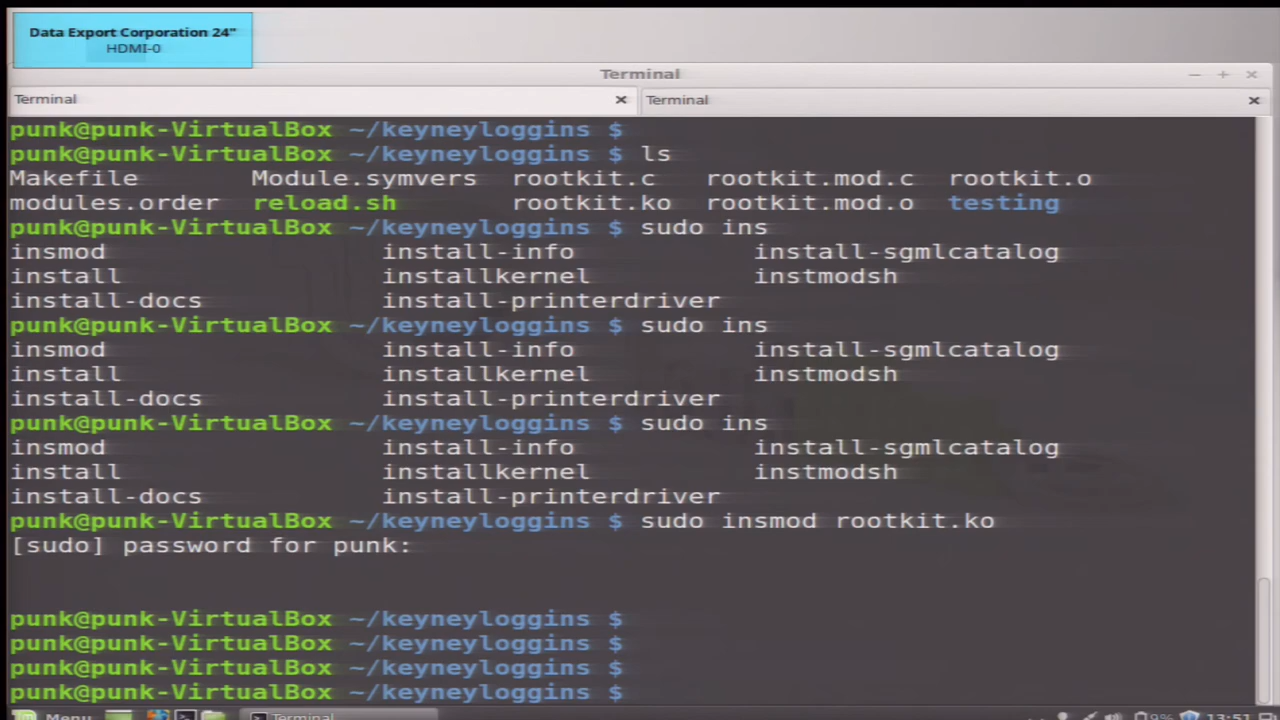 Data Export Corporation 24"
HDMI-0
Terminal
Terminal Terminal
punk@punk-VirtualBox ~/keyneyloggins $
punk@punk-VirtualBox ~/keyneyloggins $ ls
Makefile Module.symvers rootkit.c rootkit.mod.c rootkit.o
modules.order reload.sh rootkit.ko rootkit.mod.o testing
punk@punk-VirtualBox ~/keyneyloggins $ sudo ins
insmod install-info install-sgmlcatalog
install installkernel instmodsh
install-docs install-printerdriver
punk@punk-VirtualBox ~/keyneyloggins $ sudo ins
insmod install-info install-sgmlcatalog
install installkernel instmodsh
install-docs install-printerdriver
punk@punk-VirtualBox ~/keyneyloggins $ sudo ins
insmod install-info install-sgmlcatalog
install installkernel instmodsh
install-docs install-printerdriver
punk@punk-VirtualBox ~/keyneyloggins $ sudo insmod rootkit.ko
[sudo] password for punk:
punk@punk-VirtualBox ~/keyneyloggins $
punk@punk-VirtualBox ~/keyneyloggins $
punk@punk-VirtualBox ~/keyneyloggins $
punk@punk-VirtualBox ~/keyneyloggins $
Menu Terminal 9% 13:51